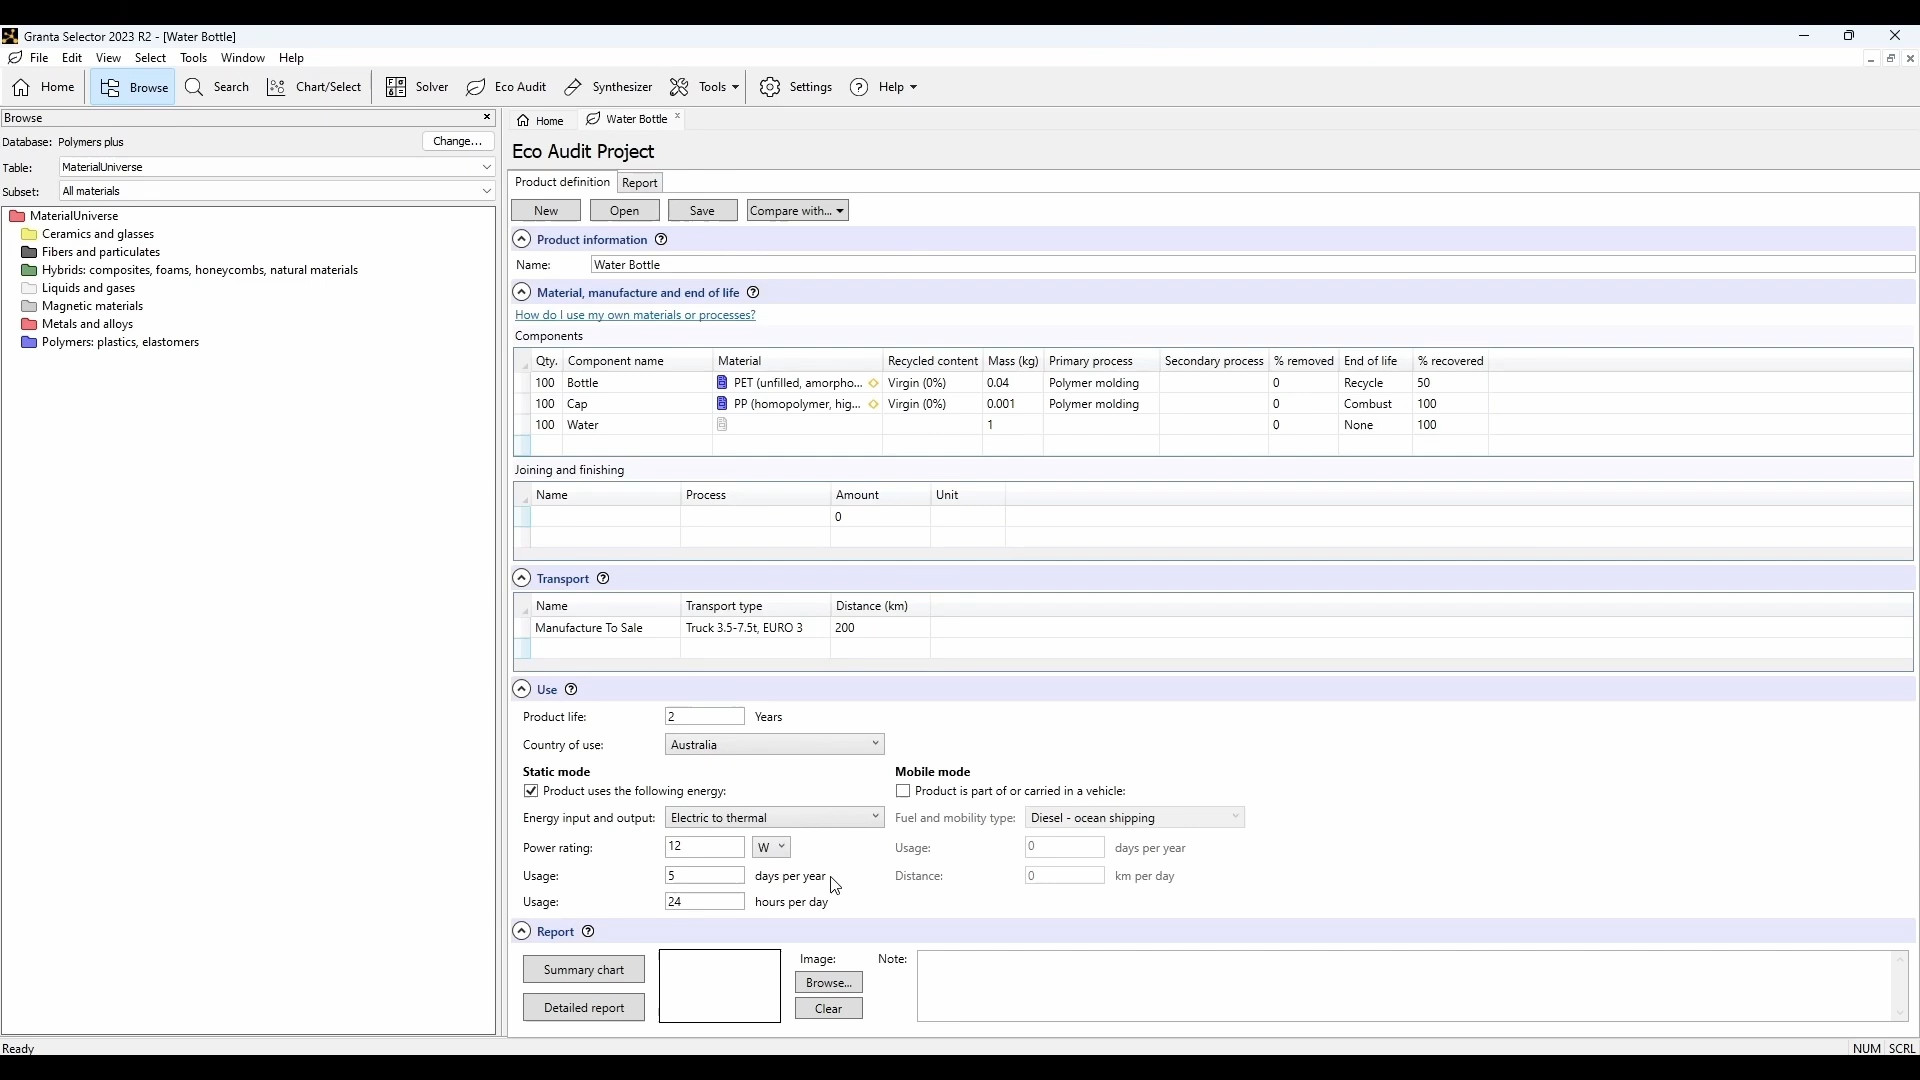 Granta Selector 2023 R2 - [Water Bottle]
File Edit View Select Tools Window Help
Home Browse Search Chart/Select Solver Eco Audit Synthesizer Tools Settings Help
Browse
Database: Polymers plus Change...
Table: MaterialUniverse
Subset: All materials
MaterialUniverse
Ceramics and glasses
Fibers and particulates
Hybrids: composites, foams, honeycombs, natural materials
Liquids and gases
Magnetic materials
Metals and alloys
Polymers: plastics, elastomers
Home Water Bottle
Eco Audit Project
Product definition Report
New Open Save Compare with...
Product information
Name: Water Bottle
Material, manufacture and end of life
How do I use my own materials or processes?
Components
Qty. Component name Material Recycled content Mass (kg) Primary process Secondary process % removed End of life % recovered
100 Bottle PET (unfilled, amorpho... Virgin (0%) 0.04 Polymer molding 0 Recycle 50
100 Cap PP (homopolymer, hig... Virgin (0%) 0.001 Polymer molding 0 Combust 100
100 Water 1 0 None 100
Joining and finishing
Name Process Amount Unit
0
Transport
Name Transport type Distance (km)
Manufacture To Sale Truck 3.5-7.5t, EURO 3 200
Use
Product life: 2 Years
Country of use: Australia
Static mode Mobile mode
Product uses the following energy: Product is part of or carried in a vehicle:
Energy input and output: Electric to thermal Fuel and mobility type: Diesel - ocean shipping
Power rating: 12 W Usage: 0 days per year
Usage: 5 days per year Distance: 0 km per day
Usage: 24 hours per day
Report
Summary chart Image: Note:
Browse...
Detailed report Clear
Ready NUM SCRL